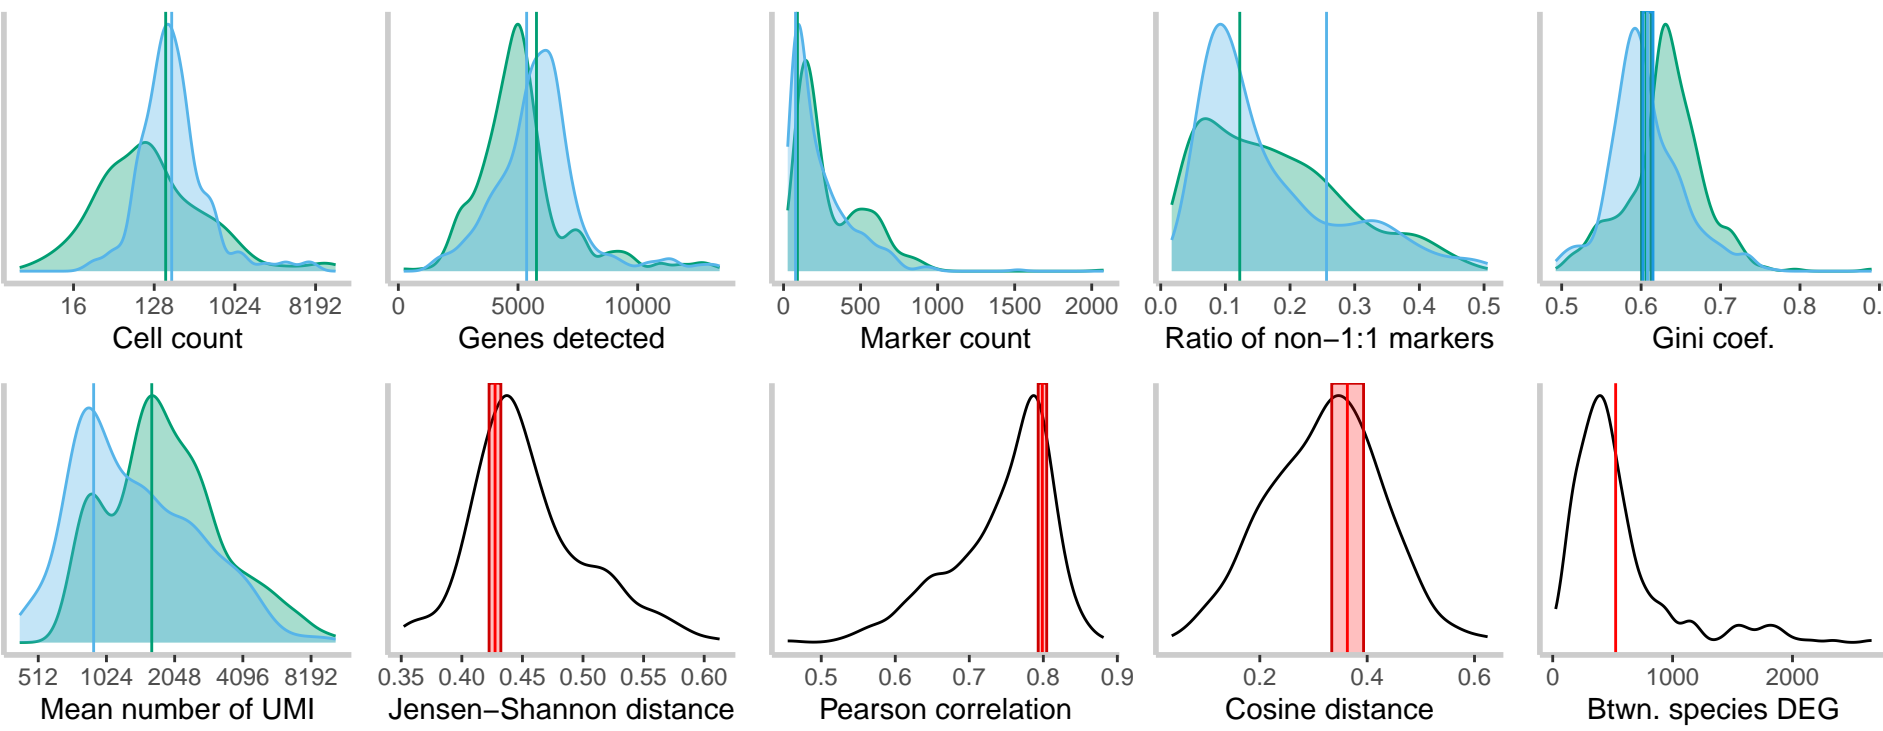 16 128 1024 8192
Cell count
0 5000 10000
Genes detected
0 500 1000 1500 2000
Marker count
0.0 0.1 0.2 0.3 0.4 0.5
Ratio of non−1:1 markers
0.5 0.6 0.7 0.8 0.
Gini coef.
512 1024 2048 4096 8192
Mean number of UMI
0.35 0.40 0.45 0.50 0.55 0.60
Jensen−Shannon distance
0.5 0.6 0.7 0.8 0.9
Pearson correlation
0.2 0.4 0.6
Cosine distance
0 1000 2000
Btwn. species DEG